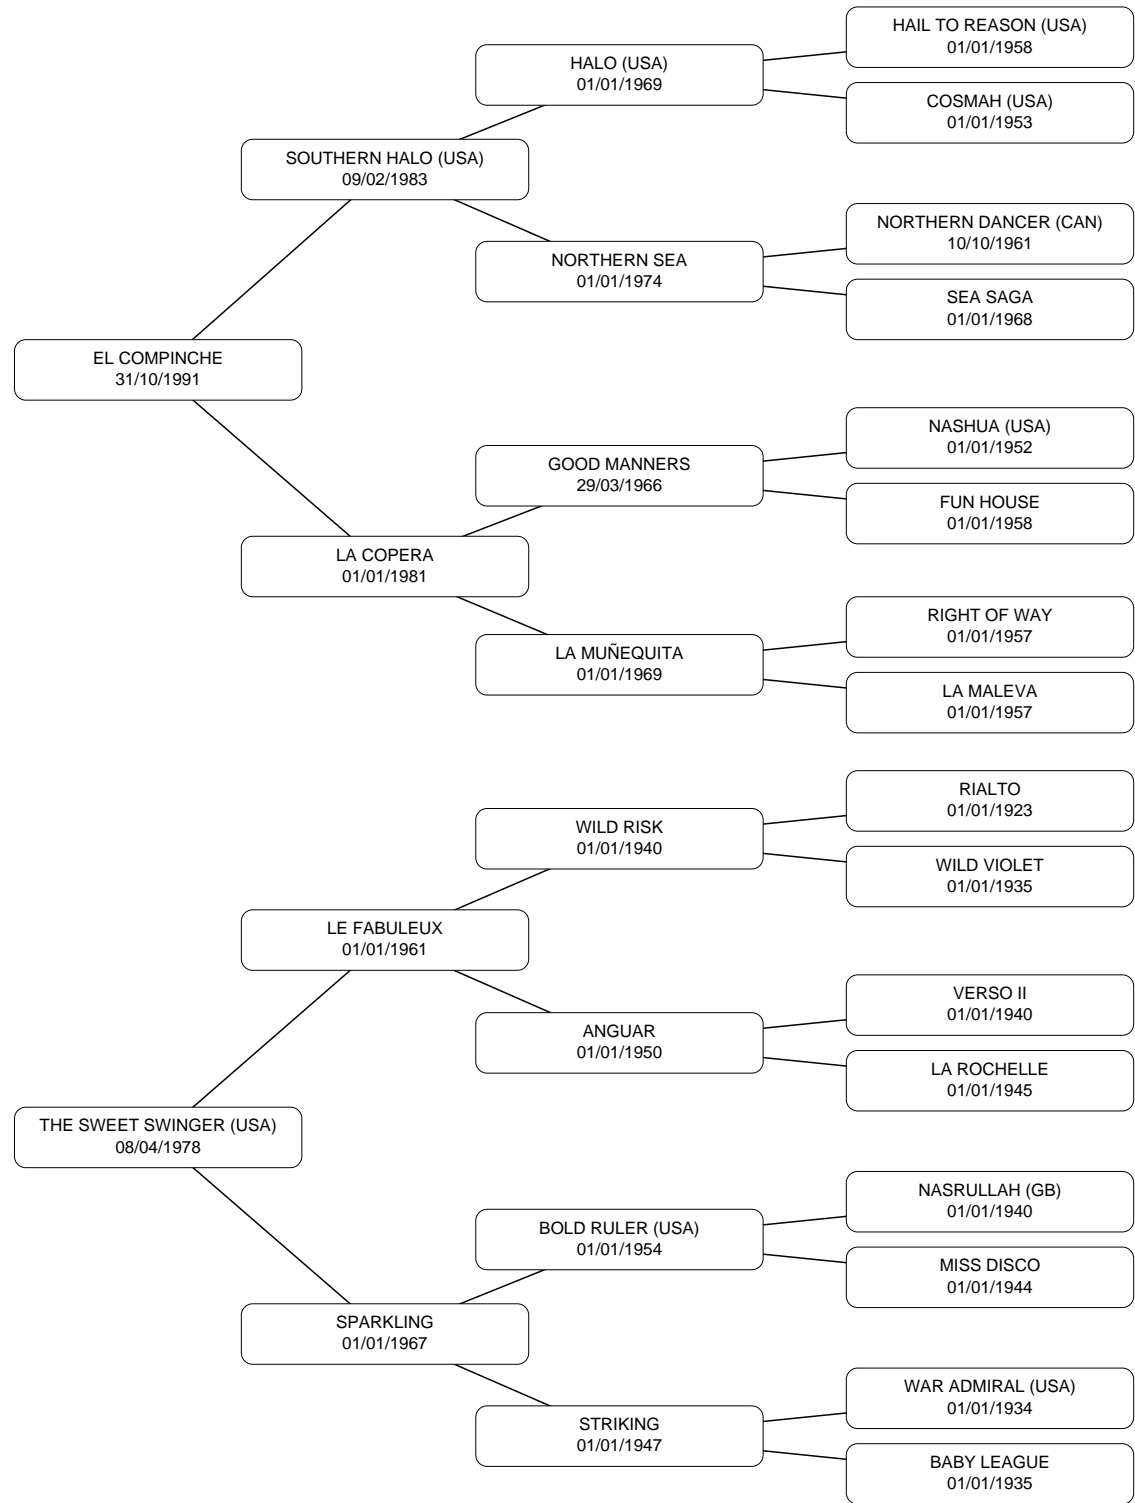 HAIL TO REASON (USA)
01/01/1958
HALO (USA)
01/01/1969
COSMAH (USA)
01/01/1953
SOUTHERN HALO (USA)
09/02/1983
NORTHERN DANCER (CAN)
10/10/1961
NORTHERN SEA
01/01/1974
SEA SAGA
01/01/1968
EL COMPINCHE
31/10/1991
NASHUA (USA)
01/01/1952
GOOD MANNERS
29/03/1966
FUN HOUSE
01/01/1958
LA COPERA
01/01/1981
RIGHT OF WAY
01/01/1957
LA MUÑEQUITA
01/01/1969
LA MALEVA
01/01/1957
RIALTO
01/01/1923
WILD RISK
01/01/1940
WILD VIOLET
01/01/1935
LE FABULEUX
01/01/1961
VERSO II
01/01/1940
ANGUAR
01/01/1950
LA ROCHELLE
01/01/1945
THE SWEET SWINGER (USA)
08/04/1978
NASRULLAH (GB)
01/01/1940
BOLD RULER (USA)
01/01/1954
MISS DISCO
01/01/1944
SPARKLING
01/01/1967
WAR ADMIRAL (USA)
01/01/1934
STRIKING
01/01/1947
BABY LEAGUE
01/01/1935